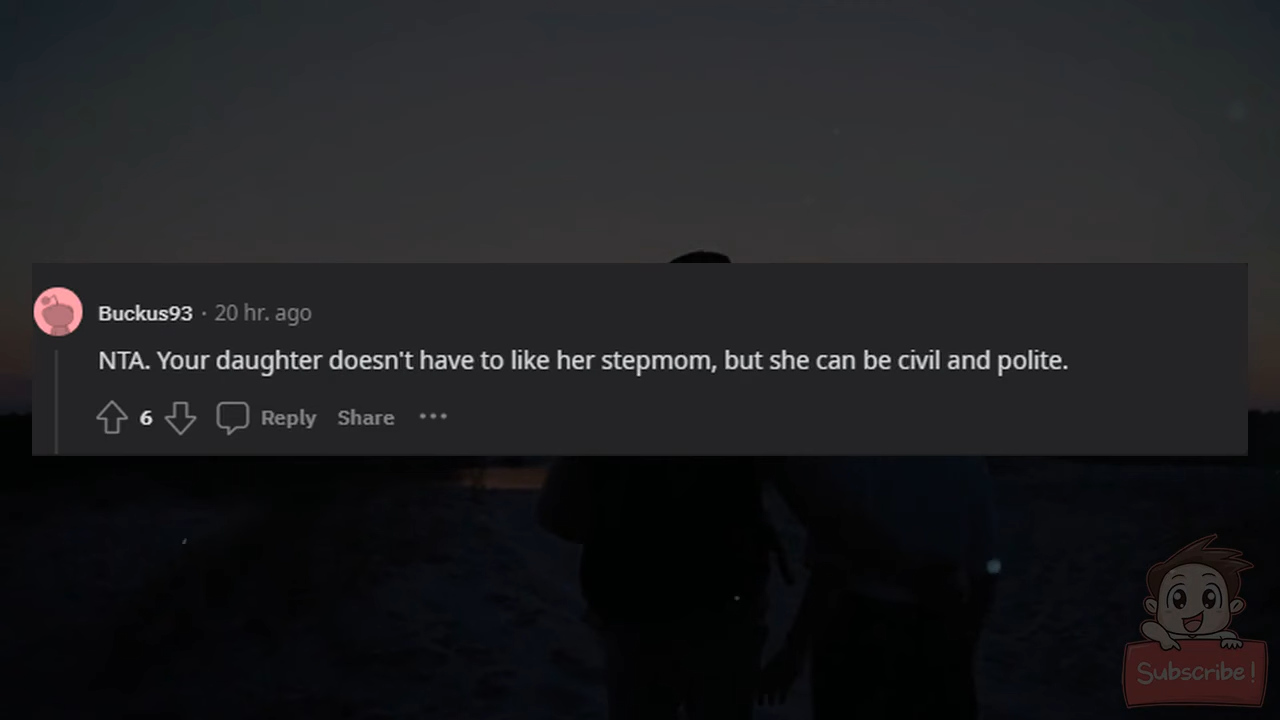 Buckus93 · 20 hr. ago
NTA. Your daughter doesn't have to like her stepmom, but she can be civil and polite.
6 Reply Share ···
Subscribe!